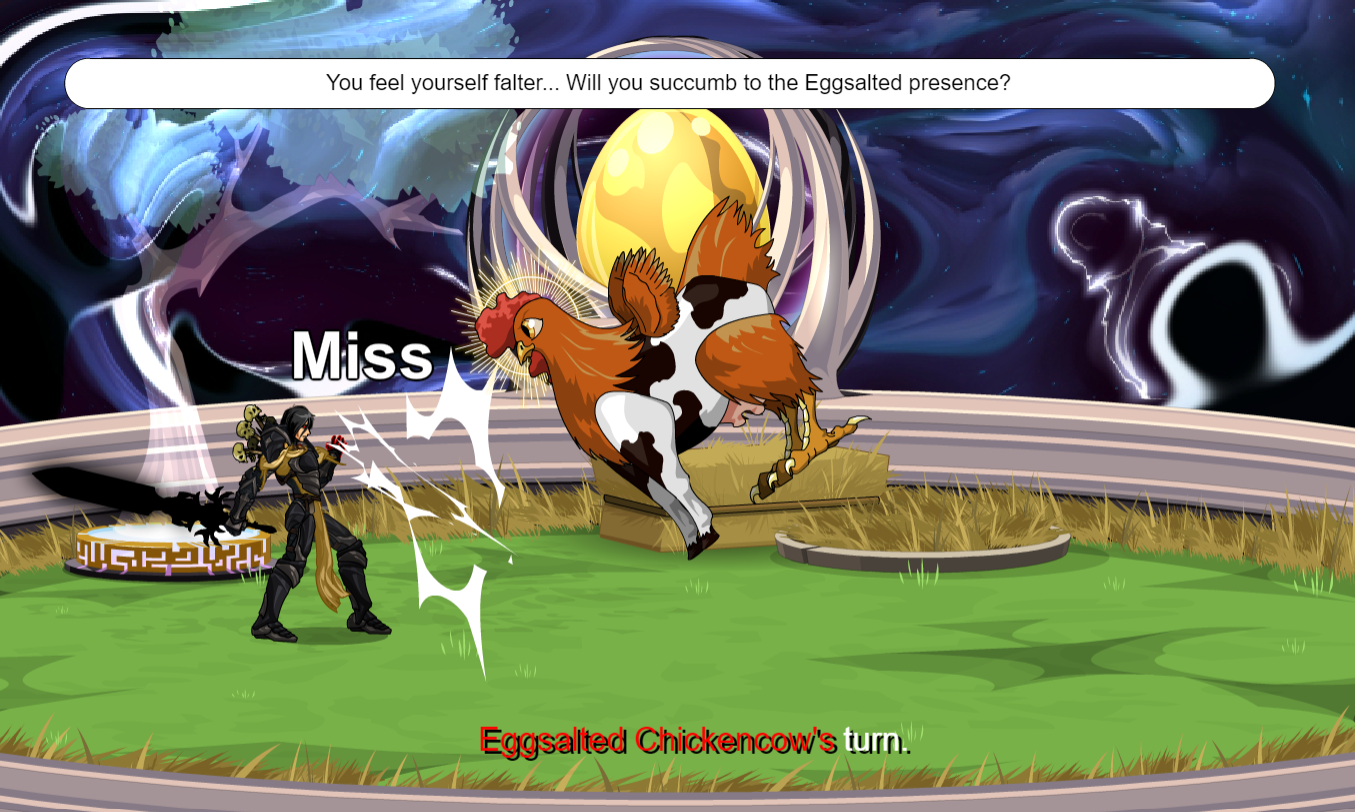 You feel yourself falter... Will you succumb to the Eggsalted presence?
Miss
Eggsalted Chickencow's turn.